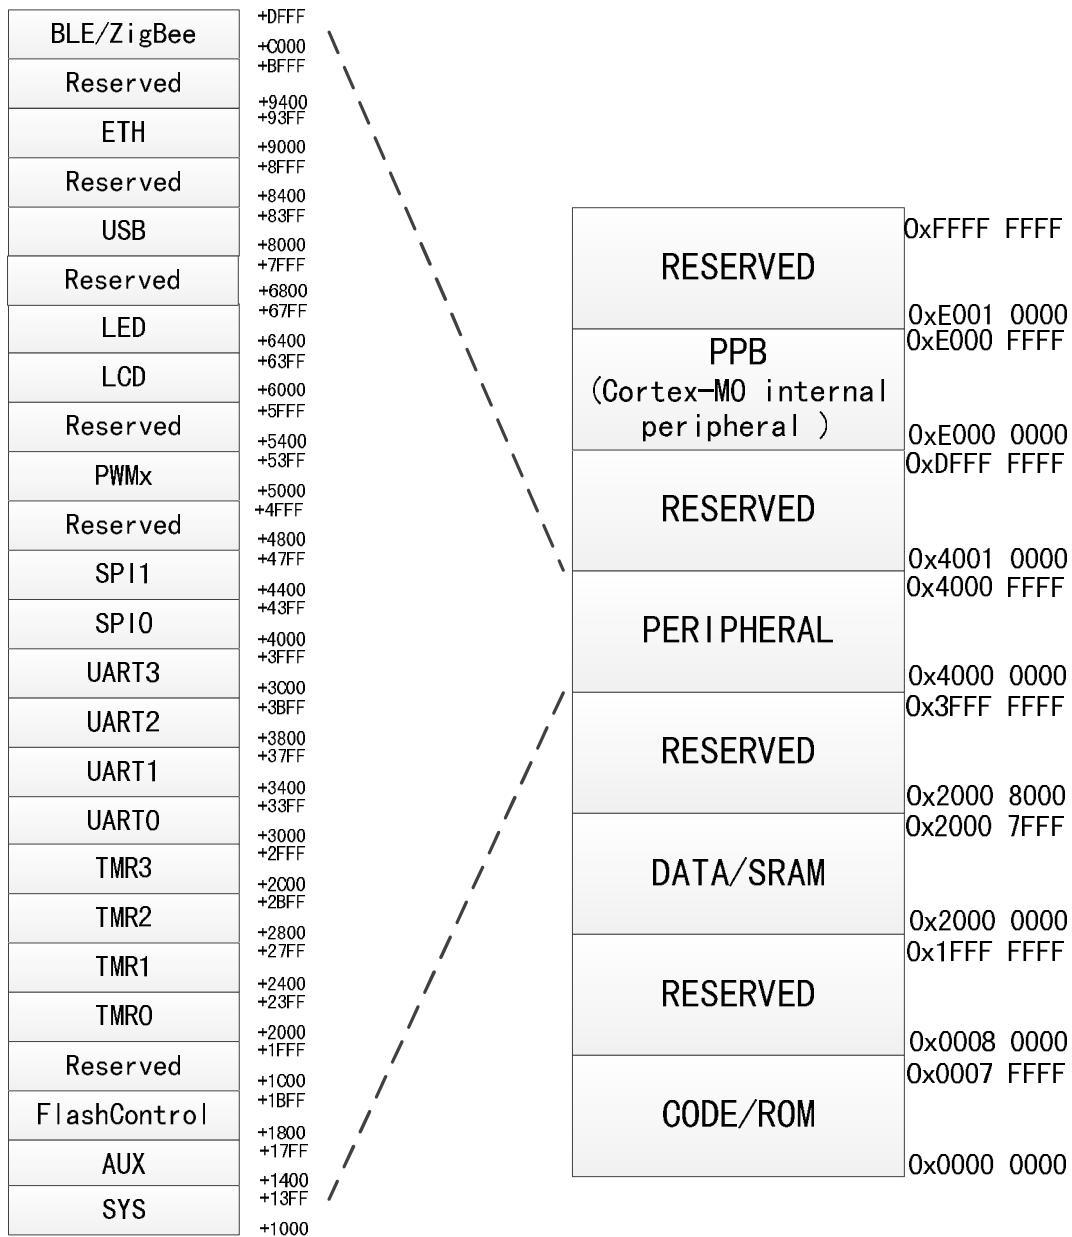 BLE/ZigBee
+DFFF
+C000
Reserved
+BFFF
+9400
ETH
+93FF
+9000
Reserved
+8FFF
+8400
USB
+83FF
+8000
Reserved
+7FFF
+6800
LED
+67FF
+6400
LCD
+63FF
+6000
Reserved
+5FFF
+5400
PWMx
+53FF
+5000
Reserved
+4FFF
+4800
SPI1
+47FF
+4400
SPI0
+43FF
+4000
UART3
+3FFF
+3C00
UART2
+3BFF
+3800
UART1
+37FF
+3400
UART0
+33FF
+3000
TMR3
+2FFF
+2C00
TMR2
+2BFF
+2800
TMR1
+27FF
+2400
TMR0
+23FF
+2000
Reserved
+1FFF
+1C00
FlashControl
+1BFF
+1800
AUX
+17FF
+1400
SYS
+13FF
+1000
RESERVED
0xFFFF FFFF
0xE001 0000
PPB
(Cortex-M0 internal
peripheral )
0xE000 FFFF
0xE000 0000
RESERVED
0xDFFF FFFF
0x4001 0000
PERIPHERAL
0x4000 FFFF
0x4000 0000
RESERVED
0x3FFF FFFF
0x2000 8000
DATA/SRAM
0x2000 7FFF
0x2000 0000
RESERVED
0x1FFF FFFF
0x0008 0000
CODE/ROM
0x0007 FFFF
0x0000 0000